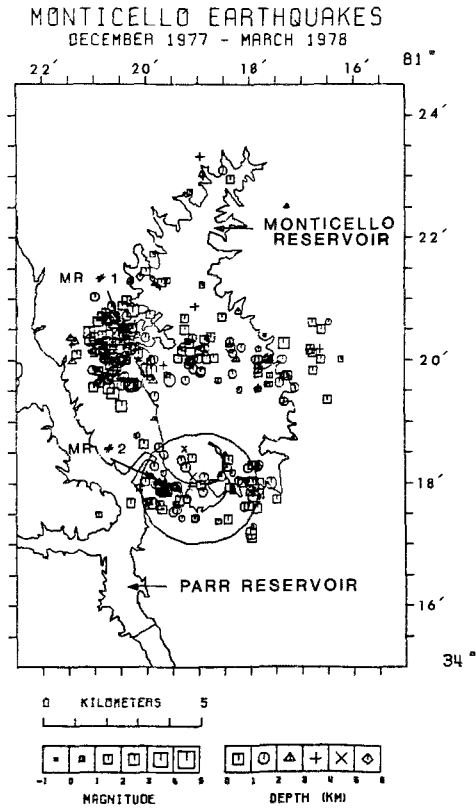 MONTICELLO EARTHQUAKES
DECEMBER 1977 - MARCH 1978
81°
22′ 20′ 18′ 16′
24′
MONTICELLO
RESERVOIR
22′
MR #1
20′
MR #2
18′
PARR RESERVOIR
16′
34°
0 KILOMETERS 5
-1 0 1 2 3 4 5
MAGNITUDE
0 1 2 3 4 5 6
DEPTH (KM)